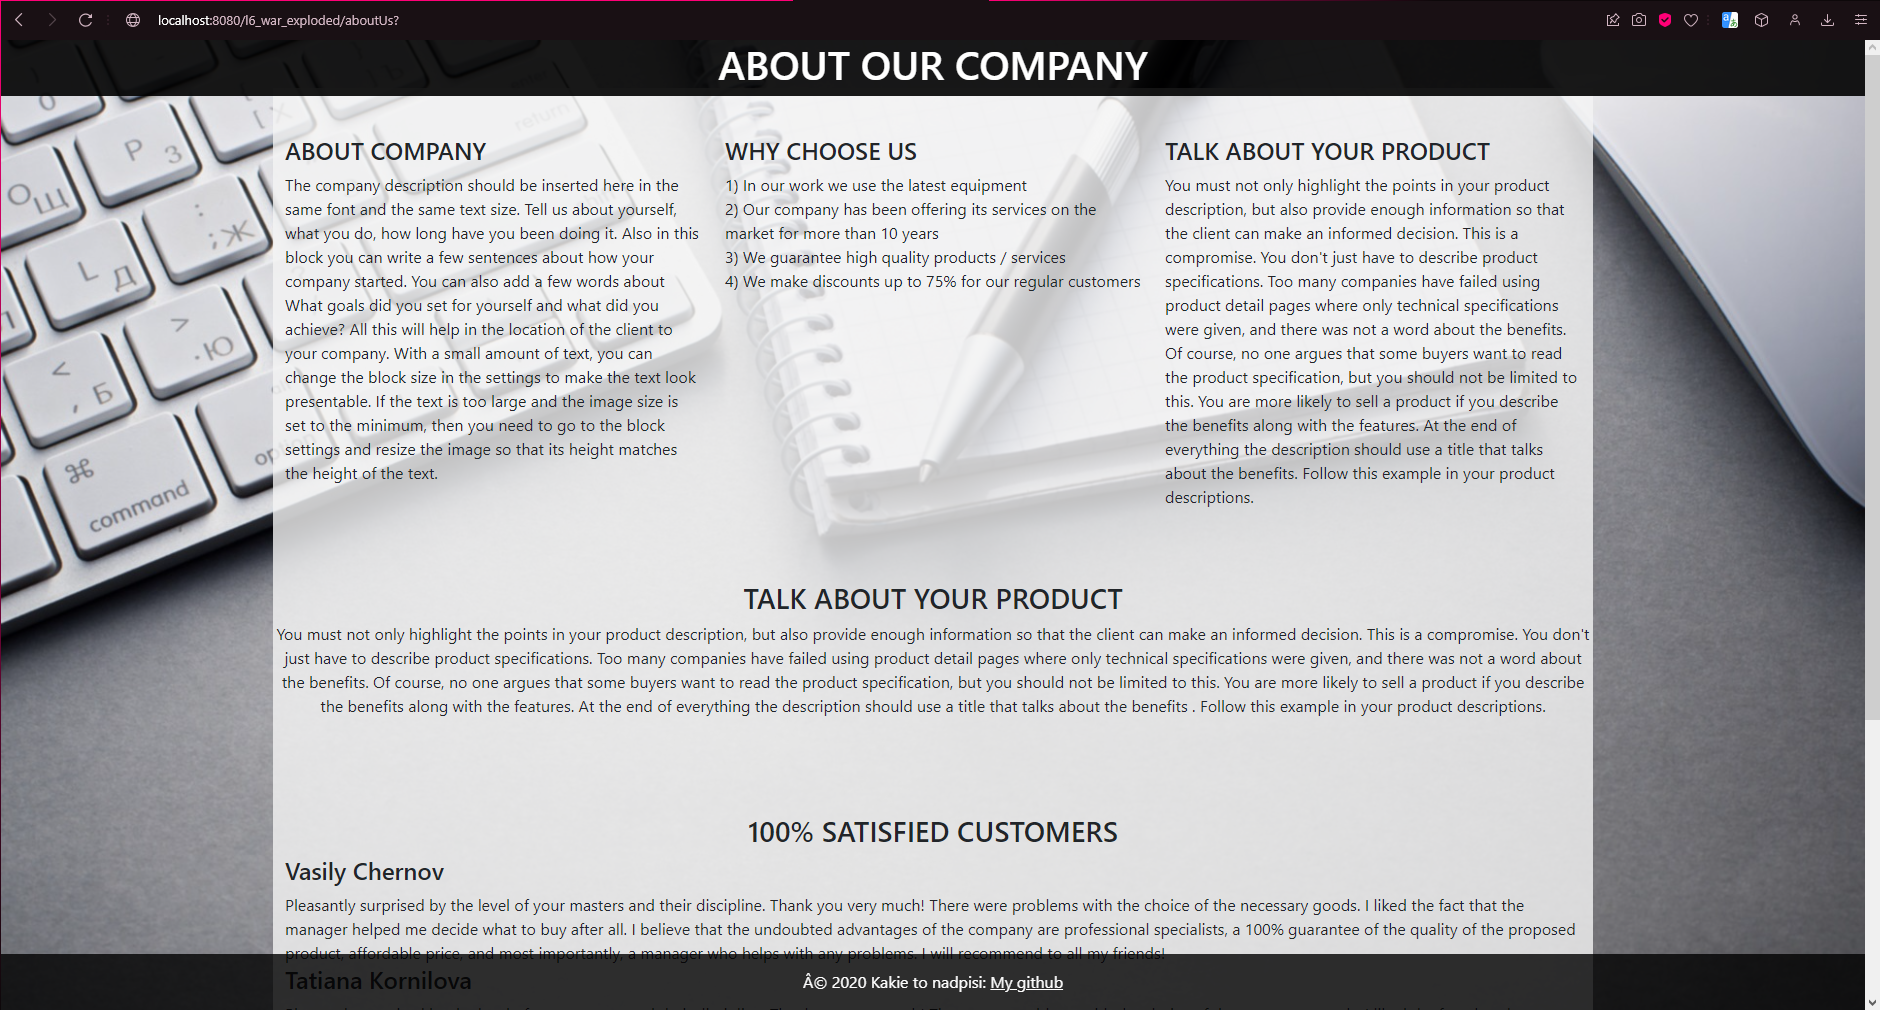 localhost:8080/l6_war_exploded/aboutUs?
ABOUT OUR COMPANY
ABOUT COMPANY
The company description should be inserted here in the
same font and the same text size. Tell us about yourself,
what you do, how long have you been doing it. Also in this
block you can write a few sentences about how your
company started. You can also add a few words about
What goals did you set for yourself and what did you
achieve? All this will help in the location of the client to
your company. With a small amount of text, you can
change the block size in the settings to make the text look
presentable. If the text is too large and the image size is
set to the minimum, then you need to go to the block
settings and resize the image so that its height matches
the height of the text.
WHY CHOOSE US
1) In our work we use the latest equipment
2) Our company has been offering its services on the
market for more than 10 years
3) We guarantee high quality products / services
4) We make discounts up to 75% for our regular customers
TALK ABOUT YOUR PRODUCT
You must not only highlight the points in your product
description, but also provide enough information so that
the client can make an informed decision. This is a
compromise. You don't just have to describe product
specifications. Too many companies have failed using
product detail pages where only technical specifications
were given, and there was not a word about the benefits.
Of course, no one argues that some buyers want to read
the product specification, but you should not be limited to
this. You are more likely to sell a product if you describe
the benefits along with the features. At the end of
everything the description should use a title that talks
about the benefits. Follow this example in your product
descriptions.
TALK ABOUT YOUR PRODUCT
You must not only highlight the points in your product description, but also provide enough information so that the client can make an informed decision. This is a compromise. You don't
just have to describe product specifications. Too many companies have failed using product detail pages where only technical specifications were given, and there was not a word about
the benefits. Of course, no one argues that some buyers want to read the product specification, but you should not be limited to this. You are more likely to sell a product if you describe
the benefits along with the features. At the end of everything the description should use a title that talks about the benefits . Follow this example in your product descriptions.
100% SATISFIED CUSTOMERS
Vasily Chernov
Pleasantly surprised by the level of your masters and their discipline. Thank you very much! There were problems with the choice of the necessary goods. I liked the fact that the
manager helped me decide what to buy after all. I believe that the undoubted advantages of the company are professional specialists, a 100% guarantee of the quality of the proposed
product, affordable price, and most importantly, a manager who helps with any problems. I will recommend to all my friends!
Tatiana Kornilova
Â© 2020 Kakie to nadpisi: My github
return
О Щ
Р З
; Ж
L Д
> . Ю
< , Б
⌘
command